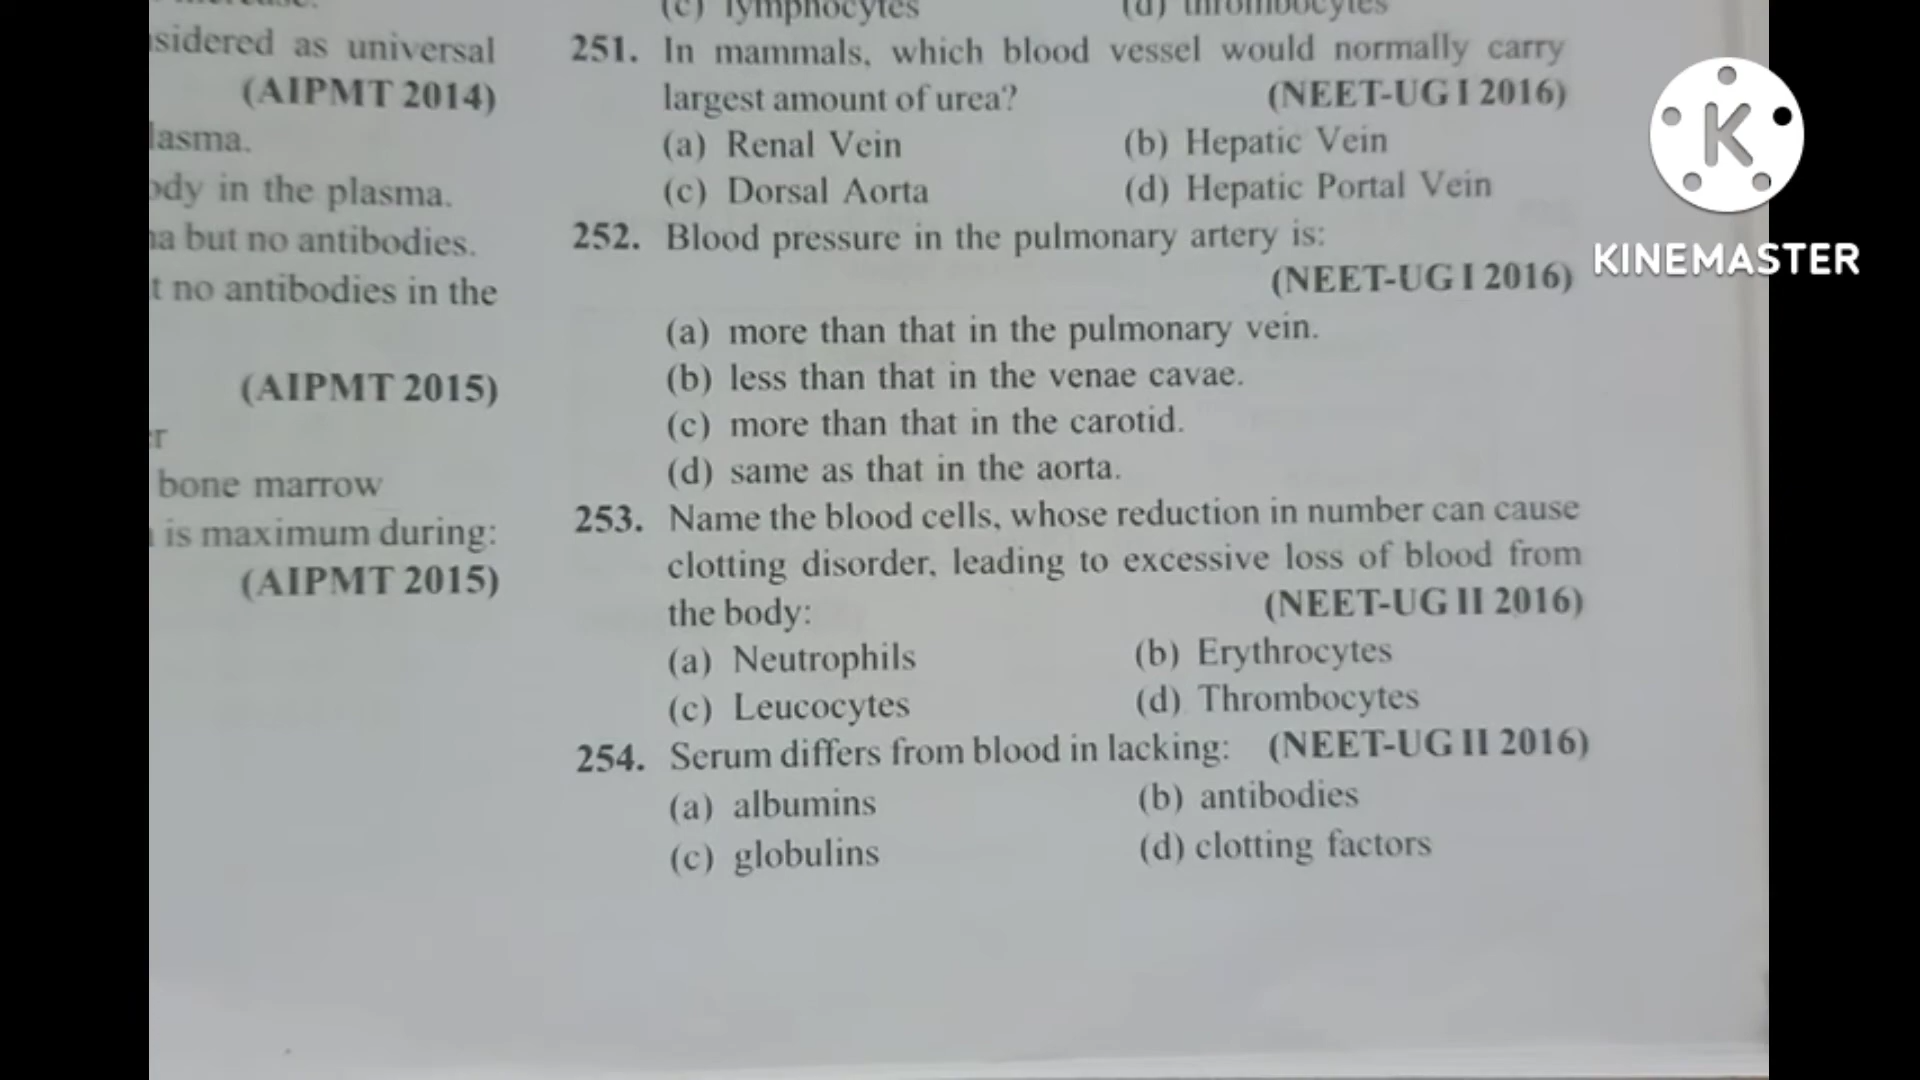 sidered as universal
(AIPMT 2014)
lasma.
ody in the plasma.
a but no antibodies.
t no antibodies in the
(AIPMT 2015)
er
bone marrow
is maximum during:
(AIPMT 2015)
(c) lymphocytes (d) thrombocytes
251. In mammals, which blood vessel would normally carry
largest amount of urea? (NEET-UG I 2016)
(a) Renal Vein (b) Hepatic Vein
(c) Dorsal Aorta (d) Hepatic Portal Vein
252. Blood pressure in the pulmonary artery is:
(NEET-UG I 2016)
(a) more than that in the pulmonary vein.
(b) less than that in the venae cavae.
(c) more than that in the carotid.
(d) same as that in the aorta.
253. Name the blood cells, whose reduction in number can cause
clotting disorder, leading to excessive loss of blood from
the body: (NEET-UG II 2016)
(a) Neutrophils (b) Erythrocytes
(c) Leucocytes (d) Thrombocytes
254. Serum differs from blood in lacking: (NEET-UG II 2016)
(a) albumins (b) antibodies
(c) globulins (d) clotting factors
K
KINEMASTER